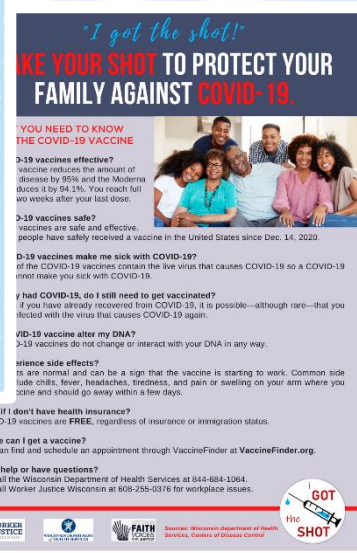 "I got the shot!"
AKE YOUR SHOT TO PROTECT YOUR
FAMILY AGAINST COVID-19.
YOU NEED TO KNOW
THE COVID-19 VACCINE
D-19 vaccines effective?
vaccine reduces the amount of
disease by 95% and the Moderna
duces it by 94.1%. You reach full
wo weeks after your last dose.
D-19 vaccines safe?
vaccines are safe and effective.
people have safely received a vaccine in the United States since Dec. 14, 2020.
D-19 vaccines make me sick with COVID-19?
of the COVID-19 vaccines contain the live virus that causes COVID-19 so a COVID-19
nnot make you sick with COVID-19.
y had COVID-19, do I still need to get vaccinated?
if you have already recovered from COVID-19, it is possible—although rare—that you
nfected with the virus that causes COVID-19 again.
VID-19 vaccine alter my DNA?
D-19 vaccines do not change or interact with your DNA in any way.
erience side effects?
ts are normal and can be a sign that the vaccine is starting to work. Common side
lude chills, fever, headaches, tiredness, and pain or swelling on your arm where you
ccine and should go away within a few days.
if I don't have health insurance?
D-19 vaccines are FREE, regardless of insurance or immigration status.
e can I get a vaccine?
an find and schedule an appointment through VaccineFinder at VaccineFinder.org.
help or have questions?
all the Wisconsin Department of Health Services at 844-684-1064.
all Worker Justice Wisconsin at 608-255-0376 for workplace issues.
I GOT
the
SHOT
RKER
USTICE
WISCONSIN DEPARTMENT
of HEALTH SERVICES
FAITH
VOICES
FOR JUSTICE
Sources: Wisconsin Department of Health
Services, Centers of Disease Control